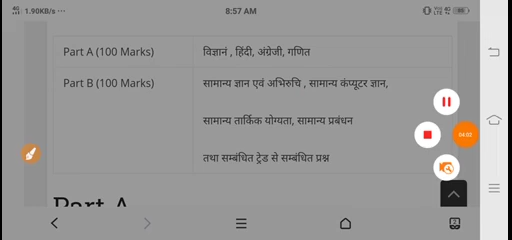 1.90KB/s ...
8:57 AM
Part A (100 Marks) विज्ञानं , हिंदी, अंग्रेजी, गणित
Part B (100 Marks) सामान्य ज्ञान एवं अभिरुचि , सामान्य कंप्यूटर ज्ञान,
सामान्य तार्किक योग्यता, सामान्य प्रबंधन
तथा सम्बंधित ट्रेड से सम्बंधित प्रश्न
04:02
Part A